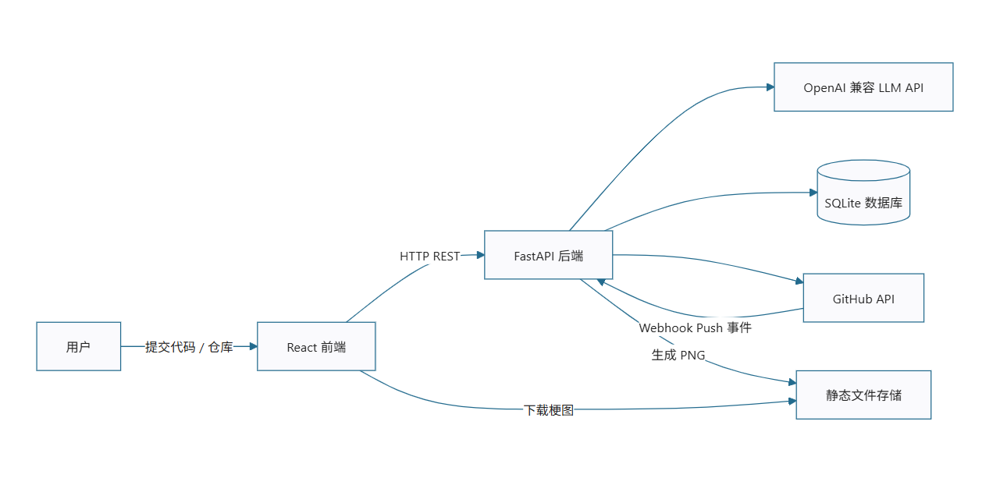 OpenAI 兼容 LLM API
SQLite 数据库
HTTP REST
FastAPI 后端
GitHub API
Webhook Push 事件
用户
提交代码 / 仓库
React 前端
生成 PNG
静态文件存储
下载梗图